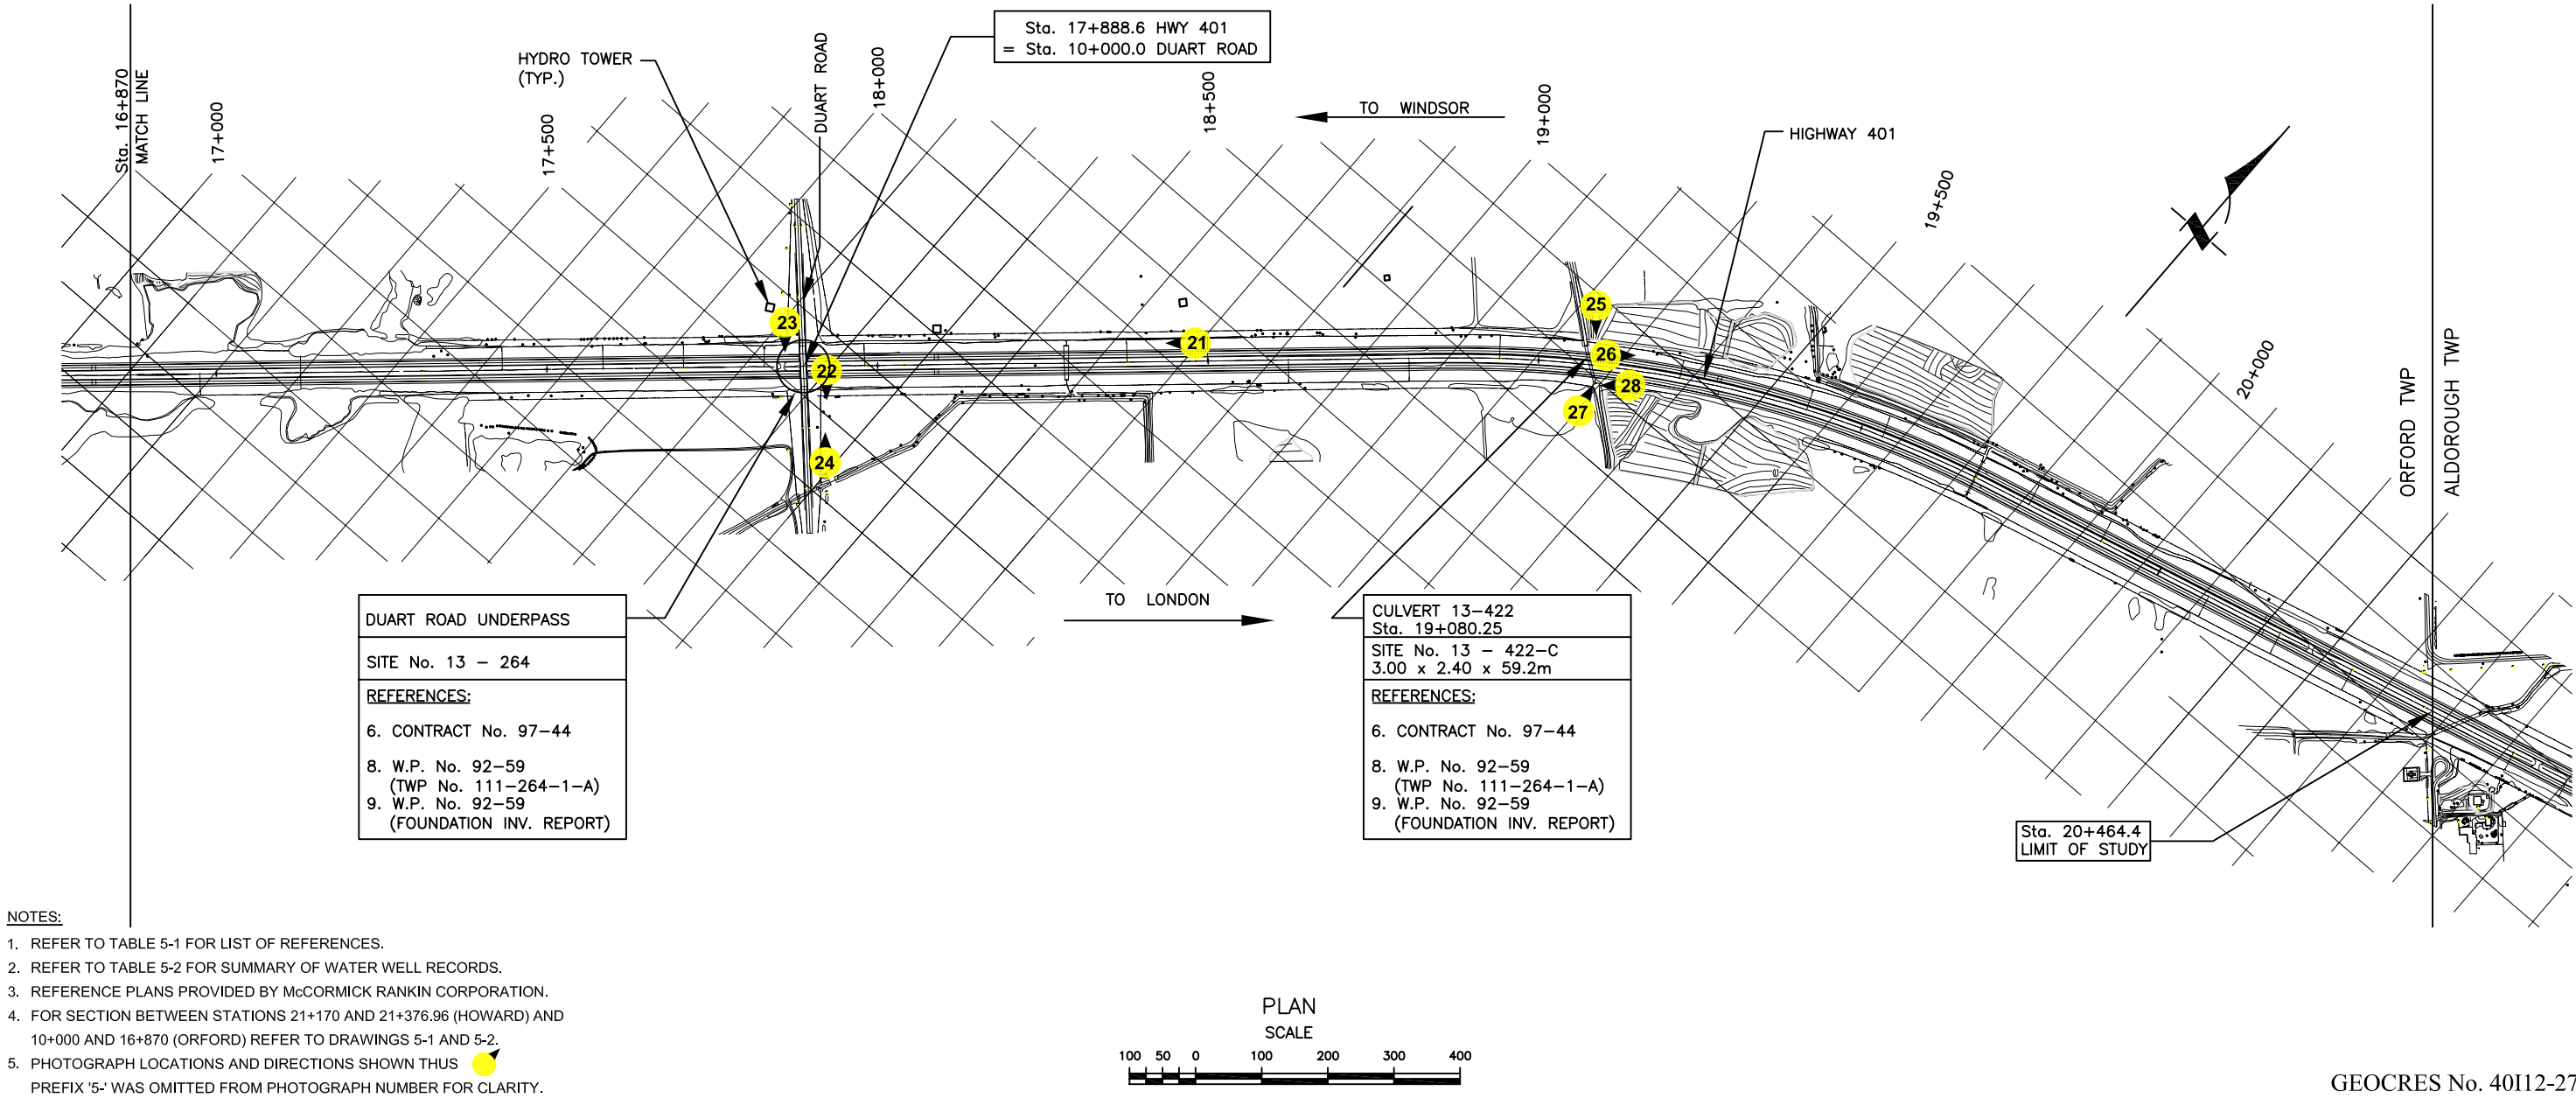 Sta. 16+870
MATCH LINE
17+000
17+500
HYDRO TOWER
(TYP.)
DUART ROAD
18+000
Sta. 17+888.6 HWY 401
= Sta. 10+000.0 DUART ROAD
18+500
TO WINDSOR
19+000
HIGHWAY 401
19+500
N
20+000
ORFORD TWP
ALDOROUGH TWP
23
22
24
21
25
26
28
27
TO LONDON
DUART ROAD UNDERPASS
SITE No. 13 - 264
REFERENCES:
6. CONTRACT No. 97-44
8. W.P. No. 92-59
(TWP No. 111-264-1-A)
9. W.P. No. 92-59
(FOUNDATION INV. REPORT)
CULVERT 13-422
Sta. 19+080.25
SITE No. 13 - 422-C
3.00 x 2.40 x 59.2m
REFERENCES:
6. CONTRACT No. 97-44
8. W.P. No. 92-59
(TWP No. 111-264-1-A)
9. W.P. No. 92-59
(FOUNDATION INV. REPORT)
Sta. 20+464.4
LIMIT OF STUDY
NOTES:
1. REFER TO TABLE 5-1 FOR LIST OF REFERENCES.
2. REFER TO TABLE 5-2 FOR SUMMARY OF WATER WELL RECORDS.
3. REFERENCE PLANS PROVIDED BY McCORMICK RANKIN CORPORATION.
4. FOR SECTION BETWEEN STATIONS 21+170 AND 21+376.96 (HOWARD) AND
10+000 AND 16+870 (ORFORD) REFER TO DRAWINGS 5-1 AND 5-2.
5. PHOTOGRAPH LOCATIONS AND DIRECTIONS SHOWN THUS
PREFIX '5-' WAS OMITTED FROM PHOTOGRAPH NUMBER FOR CLARITY.
PLAN
SCALE
100 50 0 100 200 300 400
GEOCRES No. 40I12-27